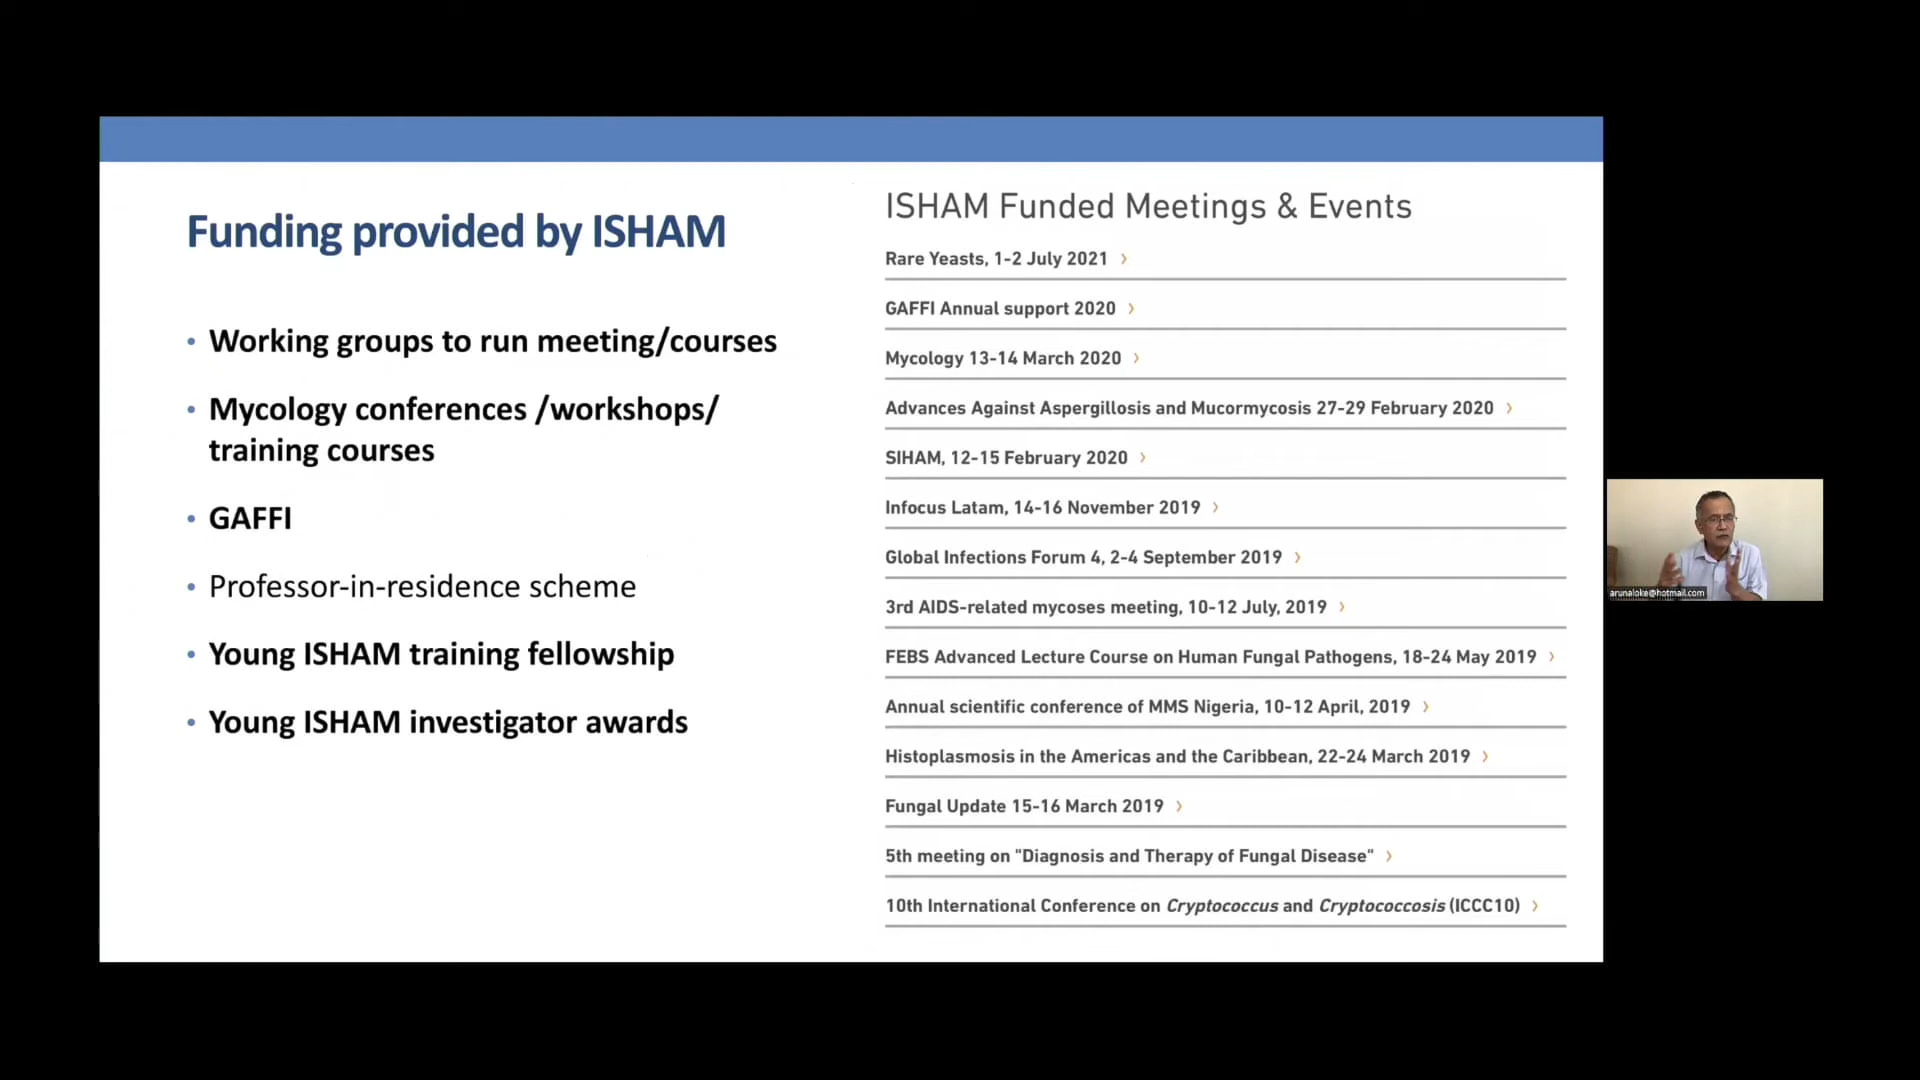 Funding provided by ISHAM
• Working groups to run meeting/courses
• Mycology conferences /workshops/
training courses
• GAFFI
• Professor-in-residence scheme
• Young ISHAM training fellowship
• Young ISHAM investigator awards
ISHAM Funded Meetings & Events
Rare Yeasts, 1-2 July 2021 ›
GAFFI Annual support 2020 ›
Mycology 13-14 March 2020 ›
Advances Against Aspergillosis and Mucormycosis 27-29 February 2020 ›
SIHAM, 12-15 February 2020 ›
Infocus Latam, 14-16 November 2019 ›
Global Infections Forum 4, 2-4 September 2019 ›
3rd AIDS-related mycoses meeting, 10-12 July, 2019 ›
FEBS Advanced Lecture Course on Human Fungal Pathogens, 18-24 May 2019 ›
Annual scientific conference of MMS Nigeria, 10-12 April, 2019 ›
Histoplasmosis in the Americas and the Caribbean, 22-24 March 2019 ›
Fungal Update 15-16 March 2019 ›
5th meeting on "Diagnosis and Therapy of Fungal Disease" ›
10th International Conference on Cryptococcus and Cryptococcosis (ICCC10) ›
arunaloke@hotmail.com